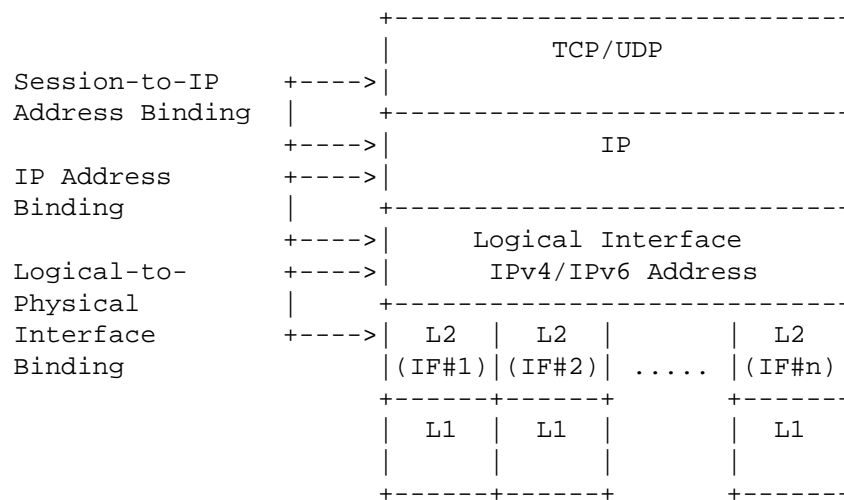 TCP/UDP
Session-to-IP
Address Binding
IP
IP Address
Binding
Logical Interface
Logical-to- IPv4/IPv6 Address
Physical
Interface L2 L2 L2
Binding (IF#1) (IF#2) ..... (IF#n)
L1 L1 L1